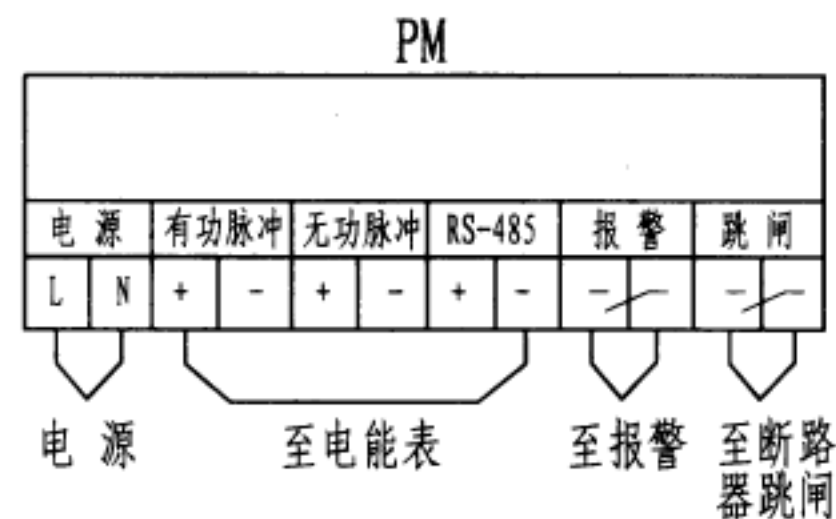 PM
电源 有功脉冲 无功脉冲 RS-485 报警 跳闸
L N + - + - + -
电源 至电能表 至报警 至断路
器跳闸